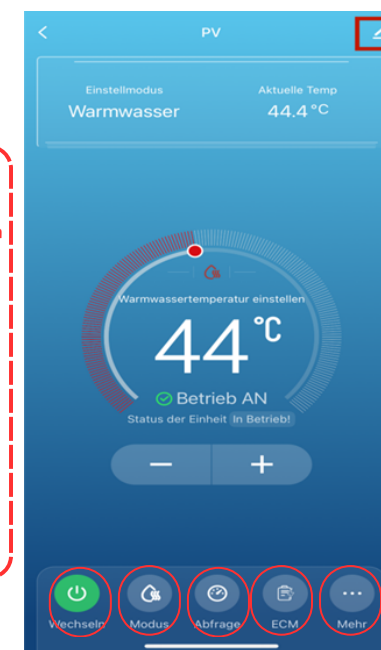 PV
Einstellmodus
Aktuelle Temp
Warmwasser
44.4°C
Warmwassertemperatur einstellen
44°C
Betrieb AN
Status der Einheit In Betrieb!
− +
Wechseln Modus Abfrage ECM Mehr